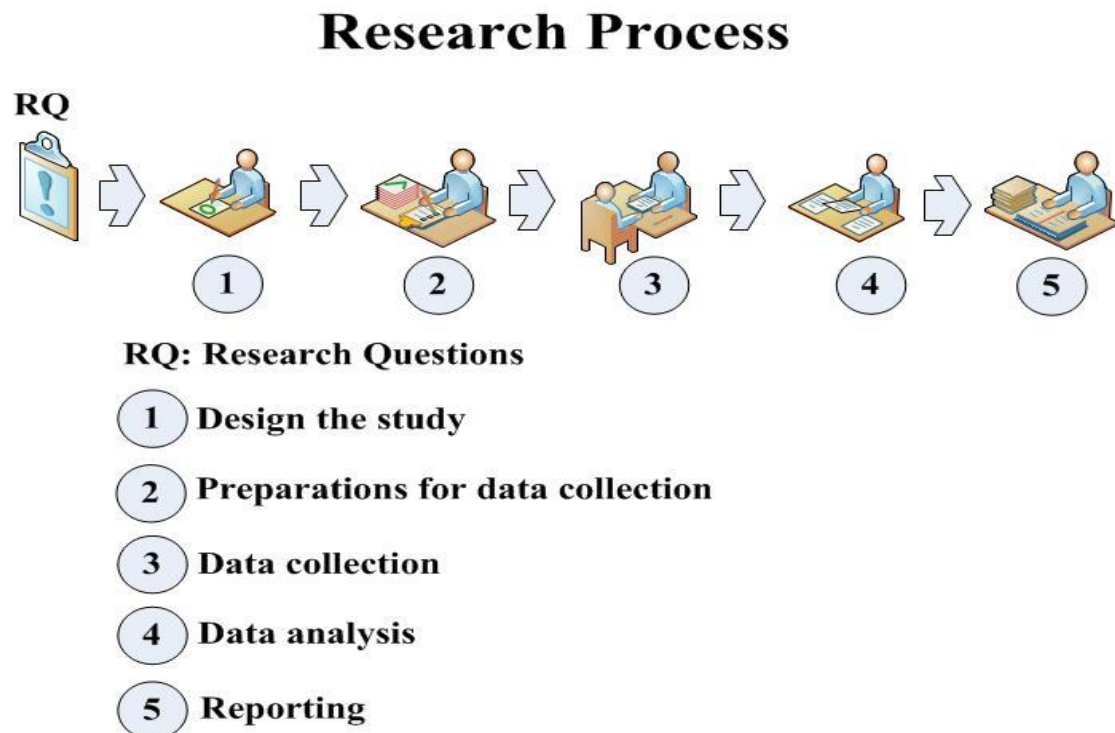 Research Process
RQ
1
2
3
4
5
RQ: Research Questions
1 Design the study
2 Preparations for data collection
3 Data collection
4 Data analysis
5 Reporting